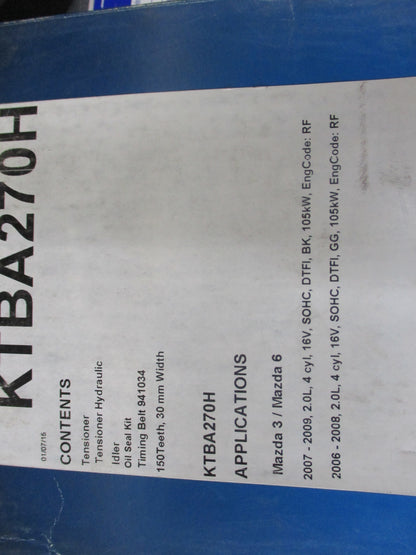 KTBA270H
01/07/15
CONTENTS
Tensioner
Tensioner Hydraulic
Idler
Oil Seal Kit
Timing Belt 941034
150Teeth, 30 mm Width
KTBA270H
APPLICATIONS
Mazda 3 / Mazda 6
2007 - 2009, 2.0L, 4 cyl, 16V, SOHC, DTFI, BK, 105kW, EngCode: RF
2006 - 2008, 2.0L, 4 cyl, 16V, SOHC, DTFI, GG, 105kW, EngCode: RF